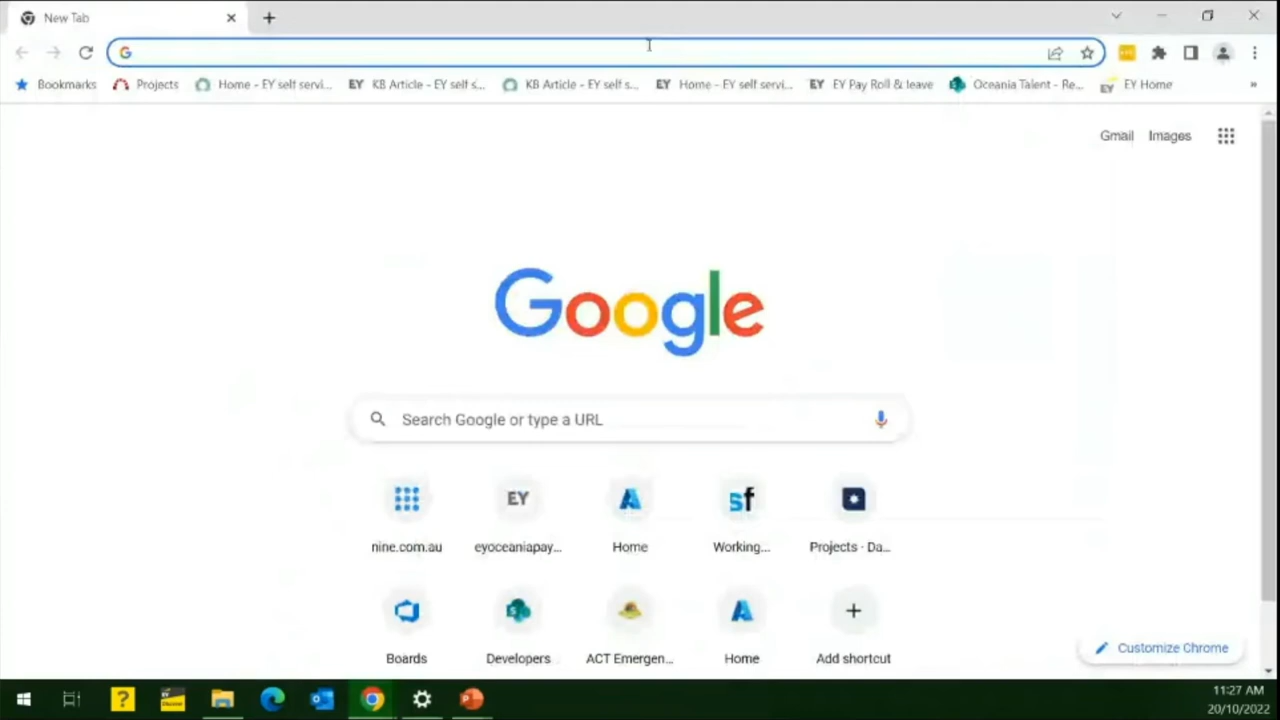 New Tab
Bookmarks Projects Home - EY self servi... KB Article - EY self s... KB Article - EY self s... Home - EY self servi... EY Pay Roll & leave Oceania Talent - Re... EY Home
Gmail Images
Google
Search Google or type a URL
EY
sf
nine.com.au eyoceaniapay... Home Working... Projects · Da...
Boards Developers ACT Emergen... Home Add shortcut
Customize Chrome
11:27 AM
20/10/2022